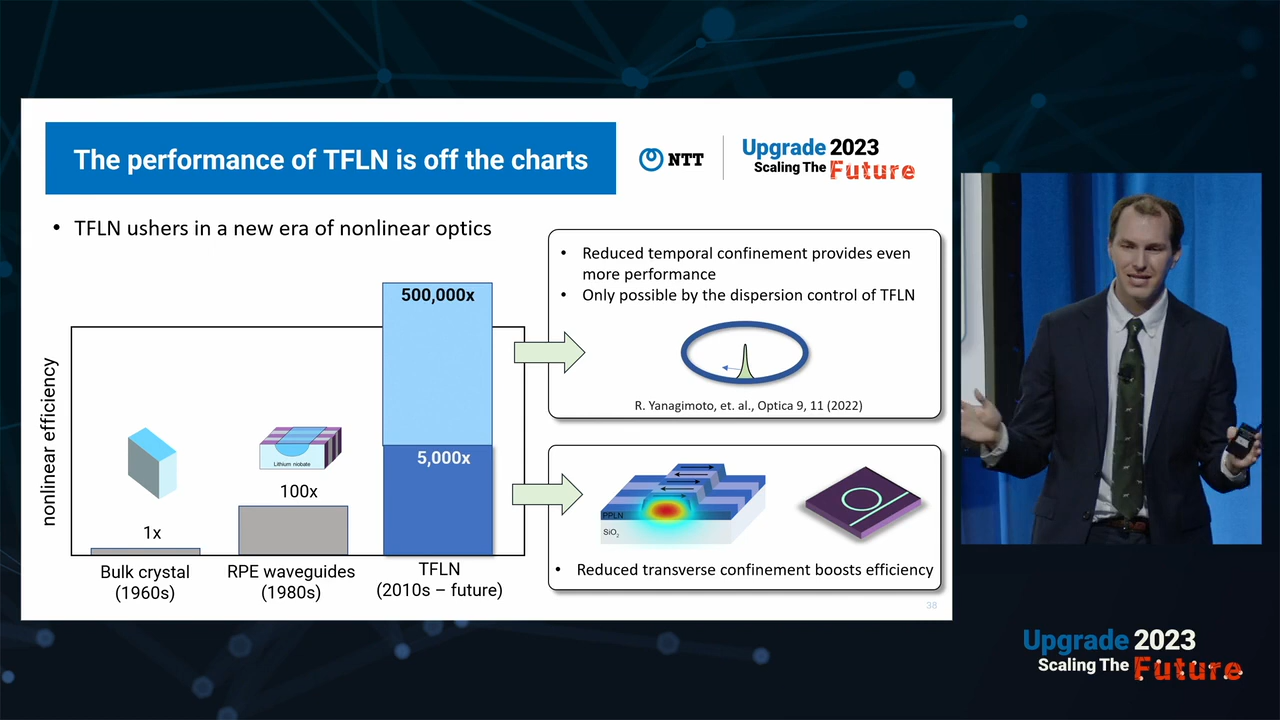 The performance of TFLN is off the charts
NTT
Upgrade 2023
Scaling The Future
• TFLN ushers in a new era of nonlinear optics
nonlinear efficiency
1x
Lithium niobate
100x
500,000x
5,000x
Bulk crystal
(1960s)
RPE waveguides
(1980s)
TFLN
(2010s – future)
• Reduced temporal confinement provides even
more performance
• Only possible by the dispersion control of TFLN
R. Yanagimoto, et. al., Optica 9, 11 (2022)
PPLN
SiO₂
• Reduced transverse confinement boosts efficiency
38
Upgrade 2023
Scaling The Future